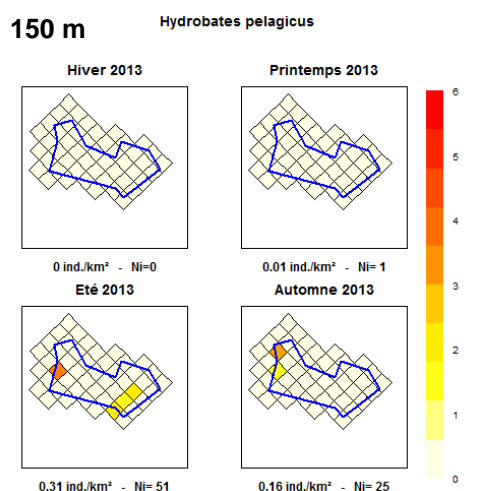 150 m
Hydrobates pelagicus
Hiver 2013
Printemps 2013
0 ind./km² - Ni=0
0.01 ind./km² - Ni= 1
Eté 2013
Automne 2013
0.31 ind./km² - Ni= 51
0.16 ind./km² - Ni= 25
6
5
4
3
2
1
0